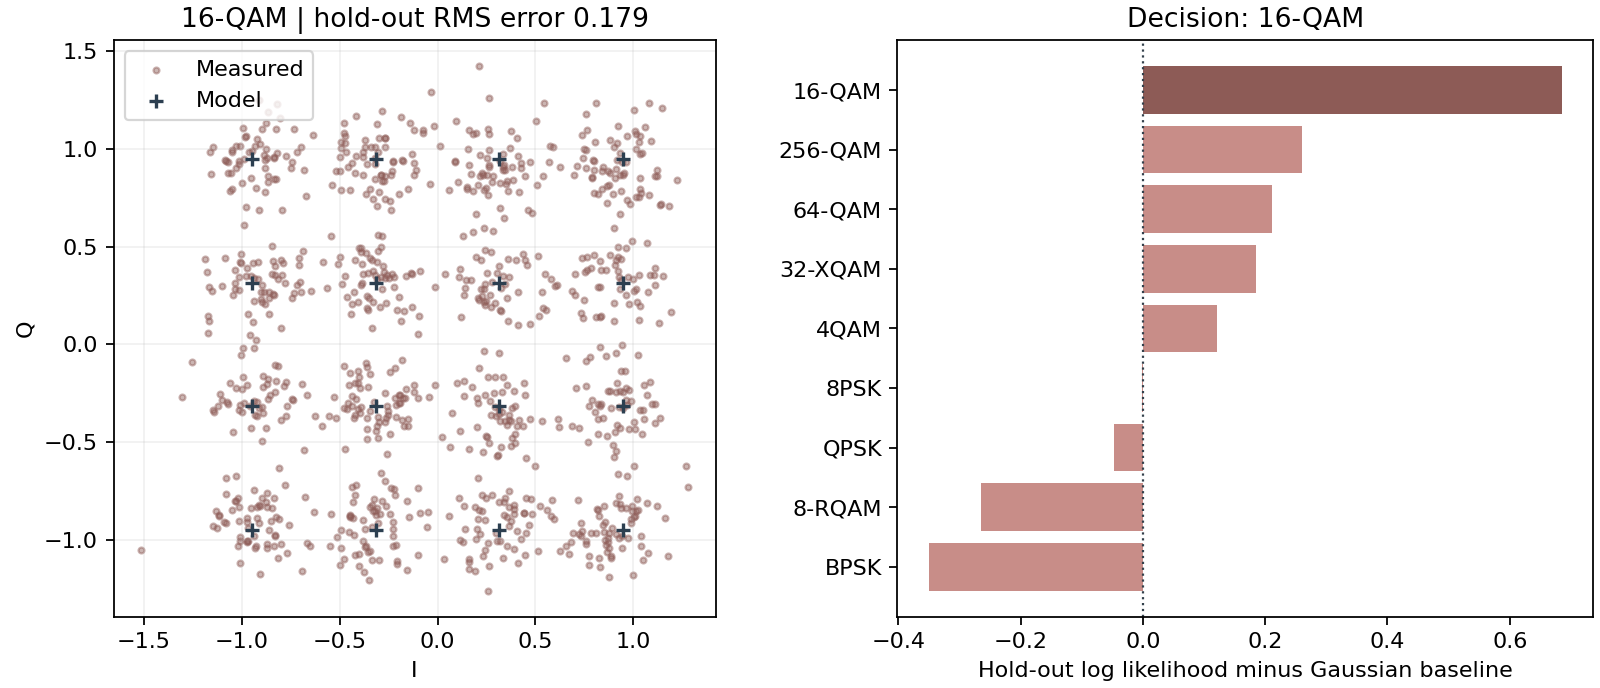 16-QAM | hold-out RMS error 0.179
Measured
Model
1.5
1.0
0.5
0.0
−0.5
−1.0
Q
−1.5
−1.0
−0.5
0.0
0.5
1.0
I
Decision: 16-QAM
16-QAM
256-QAM
64-QAM
32-XQAM
4QAM
8PSK
QPSK
8-RQAM
BPSK
−0.4
−0.2
0.0
0.2
0.4
0.6
Hold-out log likelihood minus Gaussian baseline